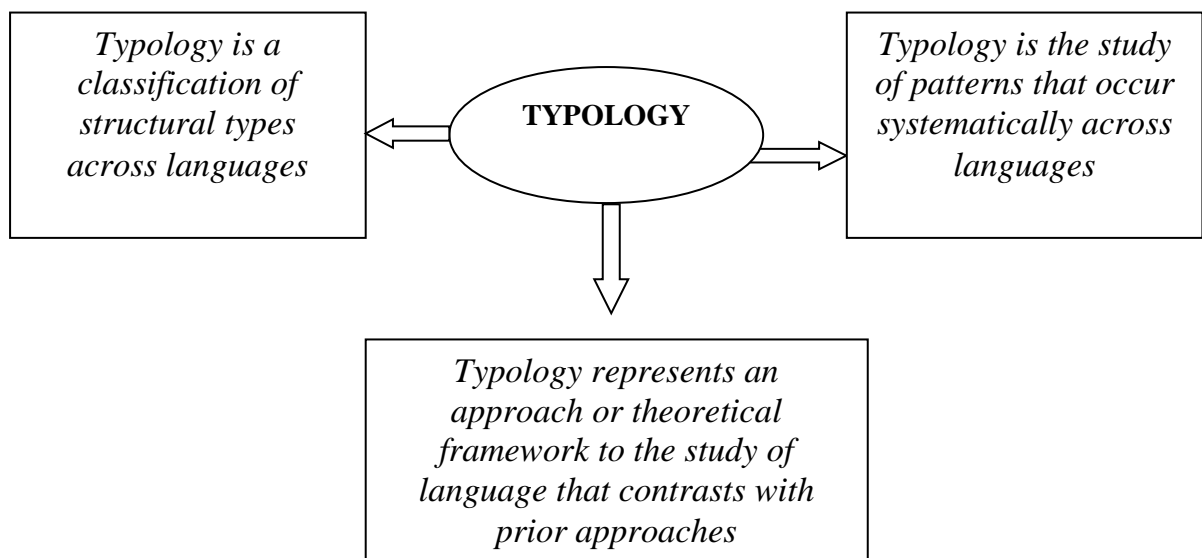 TYPOLOGY
Typology is a
classification of
structural types
across languages
Typology is the study
of patterns that occur
systematically across
languages
Typology represents an
approach or theoretical
framework to the study of
language that contrasts with
prior approaches